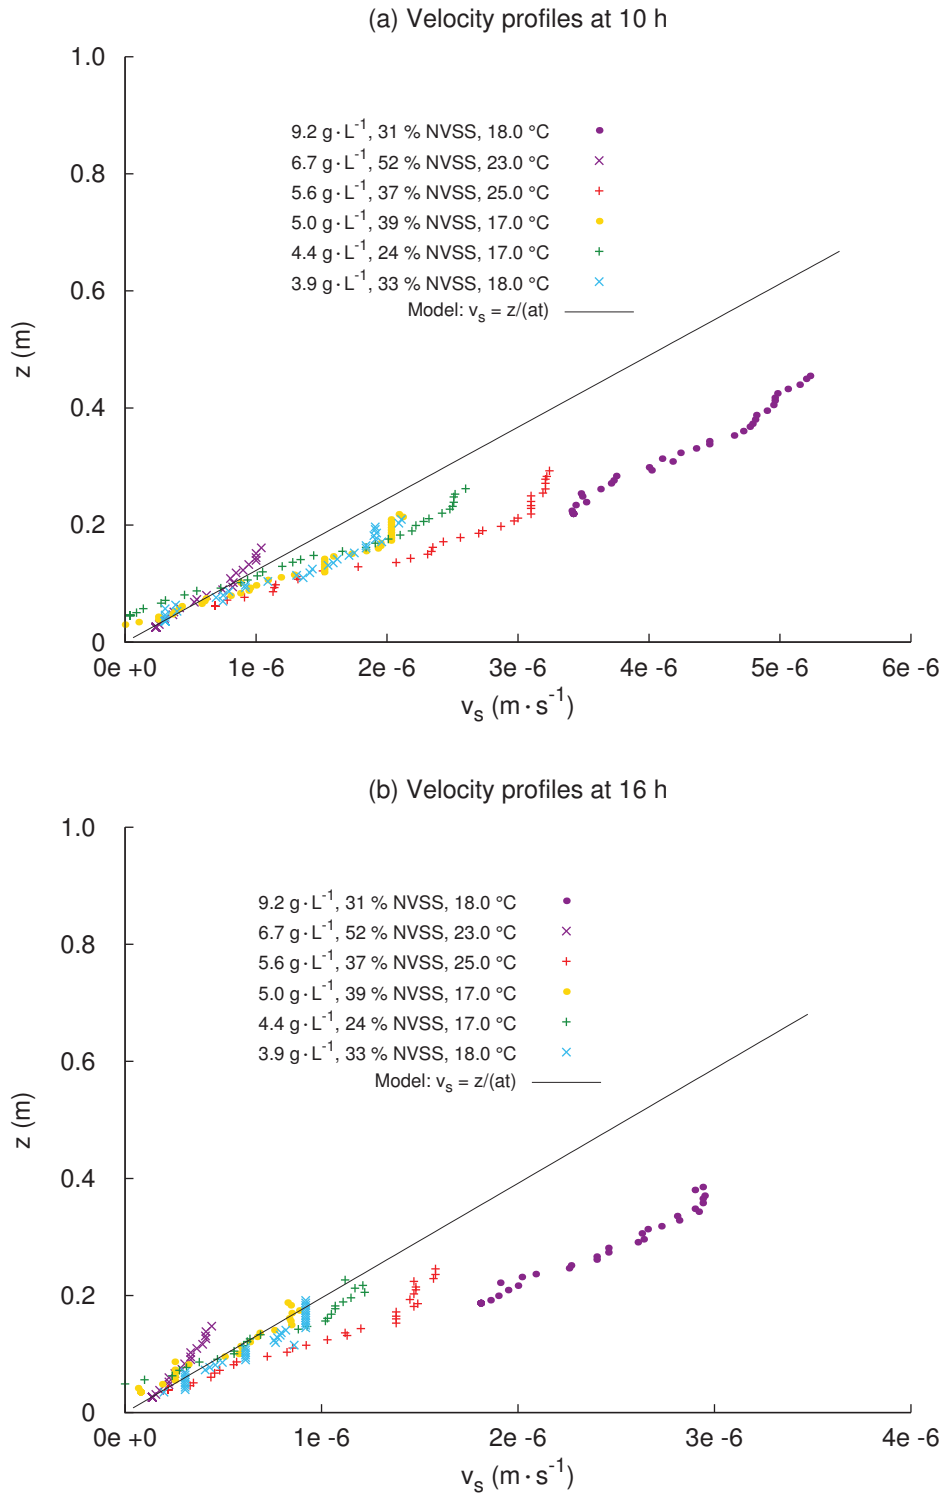 (a) Velocity profiles at 10 h
1.0
0.8
0.6
0.4
0.2
0
z (m)
9.2 g·L⁻¹, 31 % NVSS, 18.0 °C
6.7 g·L⁻¹, 52 % NVSS, 23.0 °C
5.6 g·L⁻¹, 37 % NVSS, 25.0 °C
5.0 g·L⁻¹, 39 % NVSS, 17.0 °C
4.4 g·L⁻¹, 24 % NVSS, 17.0 °C
3.9 g·L⁻¹, 33 % NVSS, 18.0 °C
Model: vₛ = z/(at)
0e +0 1e -6 2e -6 3e -6 4e -6 5e -6 6e -6
vₛ (m·s⁻¹)
(b) Velocity profiles at 16 h
1.0
0.8
0.6
0.4
0.2
0
z (m)
9.2 g·L⁻¹, 31 % NVSS, 18.0 °C
6.7 g·L⁻¹, 52 % NVSS, 23.0 °C
5.6 g·L⁻¹, 37 % NVSS, 25.0 °C
5.0 g·L⁻¹, 39 % NVSS, 17.0 °C
4.4 g·L⁻¹, 24 % NVSS, 17.0 °C
3.9 g·L⁻¹, 33 % NVSS, 18.0 °C
Model: vₛ = z/(at)
0e +0 1e -6 2e -6 3e -6 4e -6
vₛ (m·s⁻¹)